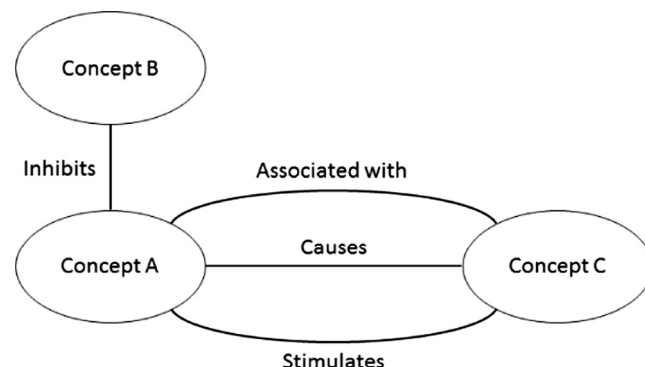 Concept B
Inhibits
Associated with
Concept A
Causes
Concept C
Stimulates